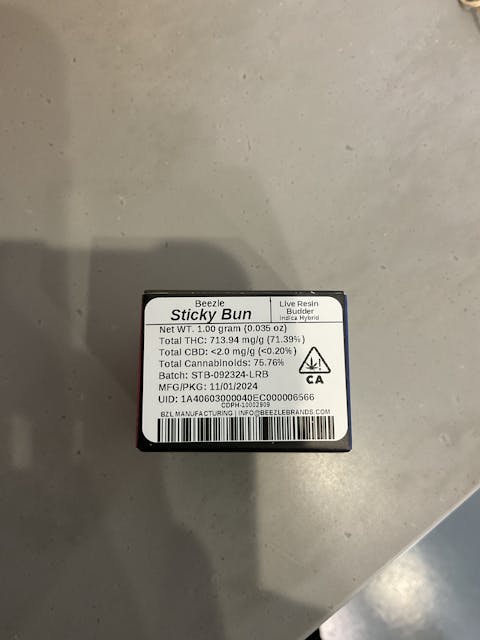 Beezle
Sticky Bun
Live Resin
Budder
Indica Hybrid
Net WT. 1.00 gram (0.035 oz)
Total THC: 713.94 mg/g (71.39%)
Total CBD: <2.0 mg/g (<0.20%)
Total Cannabinoids: 75.76%
Batch: STB-092324-LRB
MFG/PKG: 11/01/2024
UID: 1A40603000040EC000006566
CDPH-10002909
BZL MANUFACTURING | INFO@BEEZLEBRANDS.COM
CA